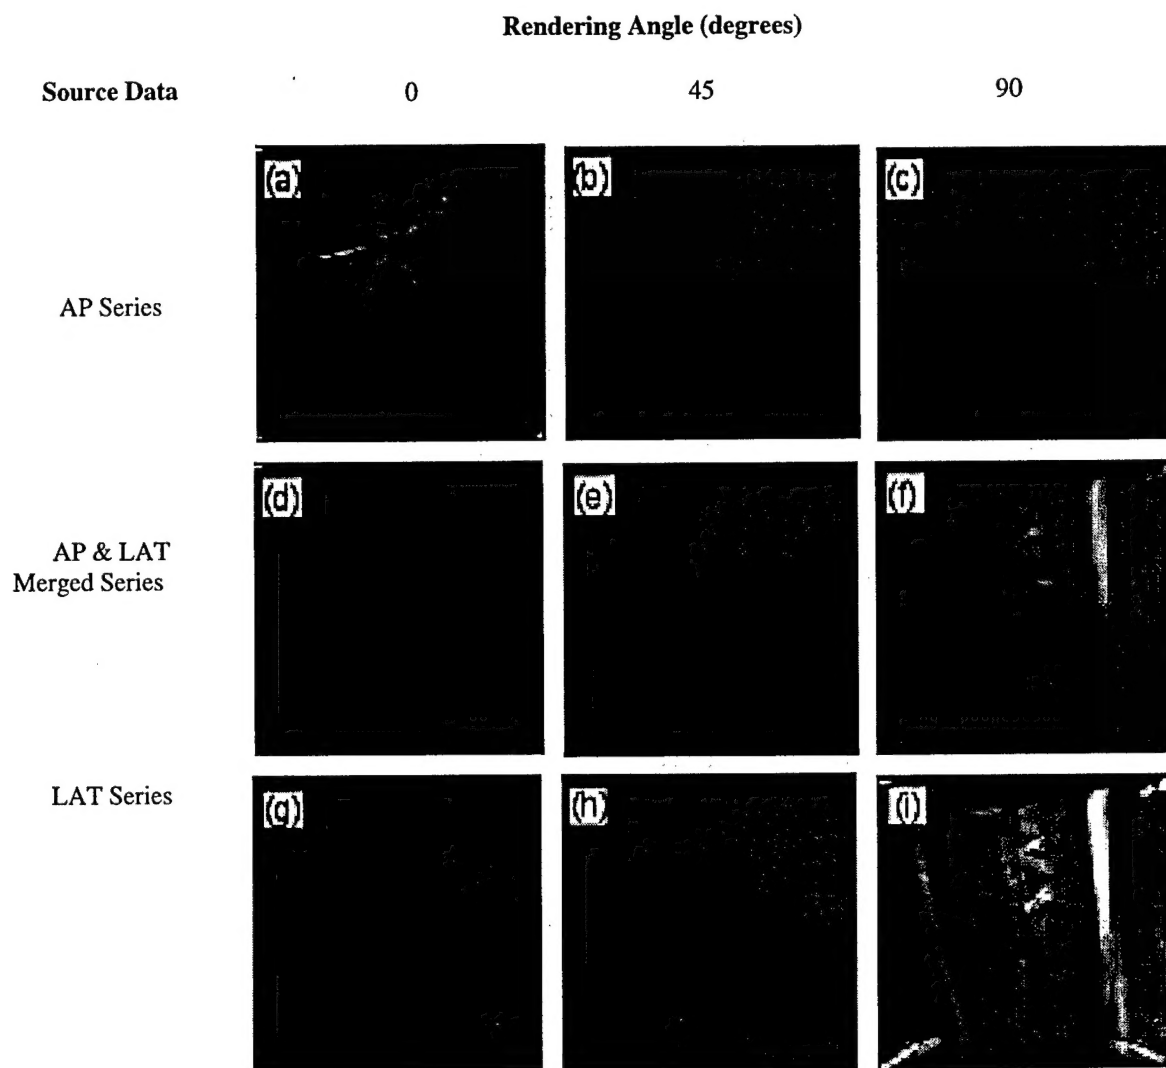 Rendering Angle (degrees)
Source Data 0 45 90
AP Series
(a) (b) (c)
AP & LAT
Merged Series
(d) (e) (f)
LAT Series
(g) (h) (i)